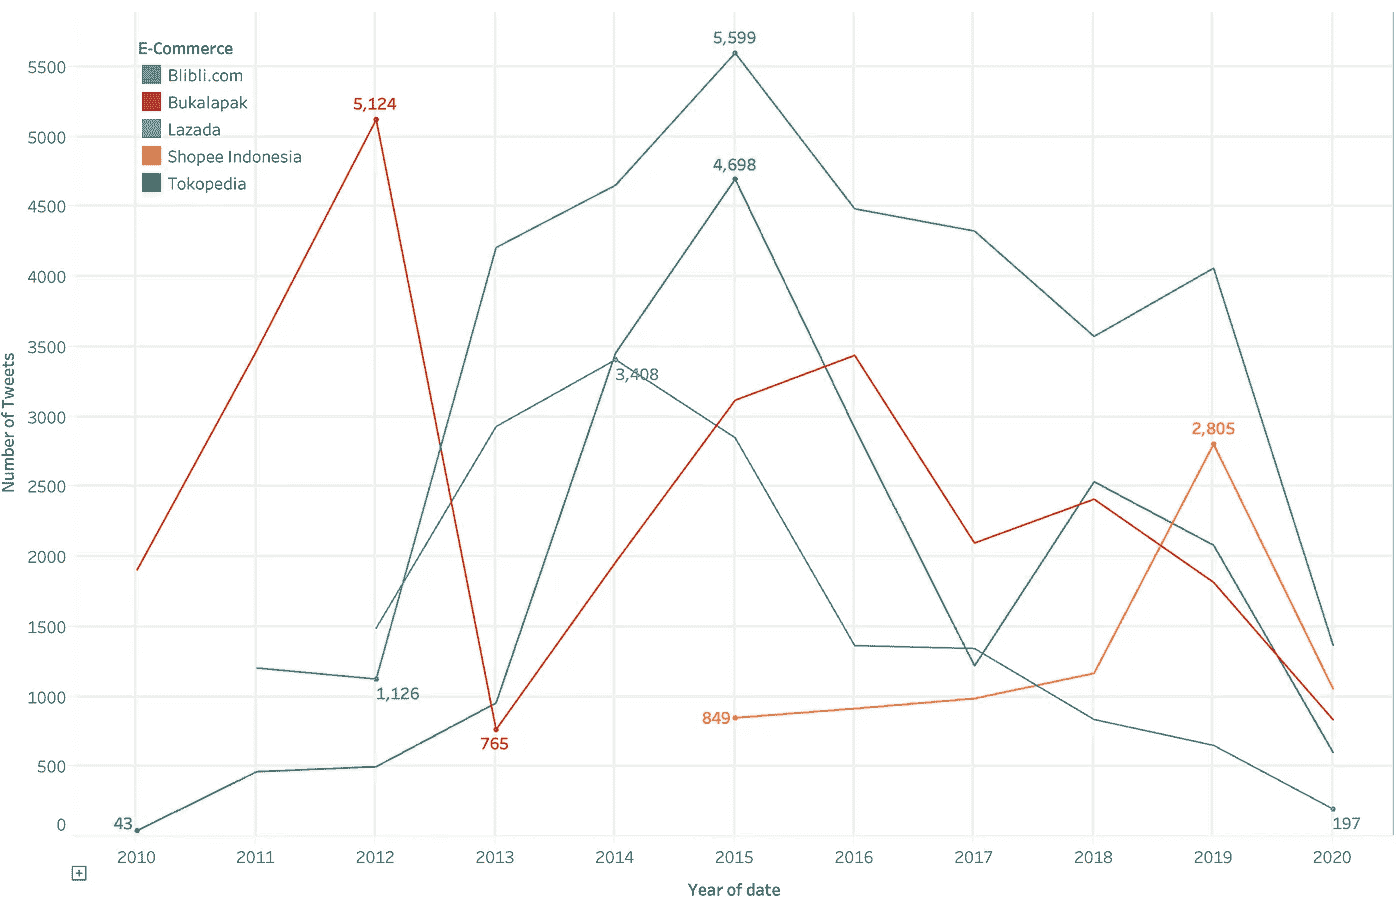 E-Commerce
Blibli.com
Bukalapak
Lazada
Shopee Indonesia
Tokopedia
Number of Tweets
5500
5000
4500
4000
3500
3000
2500
2000
1500
1000
500
0
5,599
5,124
4,698
3,408
2,805
1,126
849
765
43
197
2010 2011 2012 2013 2014 2015 2016 2017 2018 2019 2020
Year of date